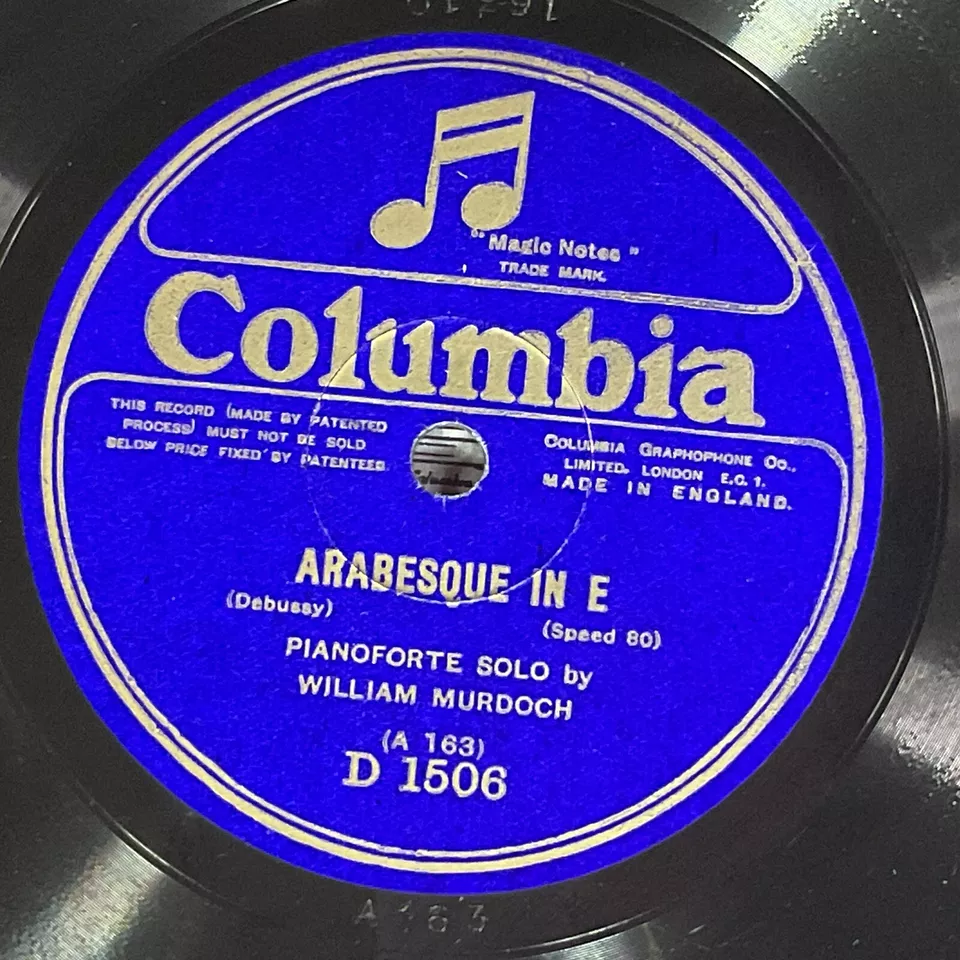 "Magic Notes"
TRADE MARK.
Columbia
THIS RECORD (MADE BY PATENTED
PROCESS) MUST NOT BE SOLD
BELOW PRICE FIXED BY PATENTEES
COLUMBIA GRAPHOPHONE Co.,
LIMITED. LONDON E.C. 1.
MADE IN ENGLAND.
ARABESQUE IN E
(Debussy)
(Speed 80)
PIANOFORTE SOLO by
WILLIAM MURDOCH
(A 163)
D 1506
A 163